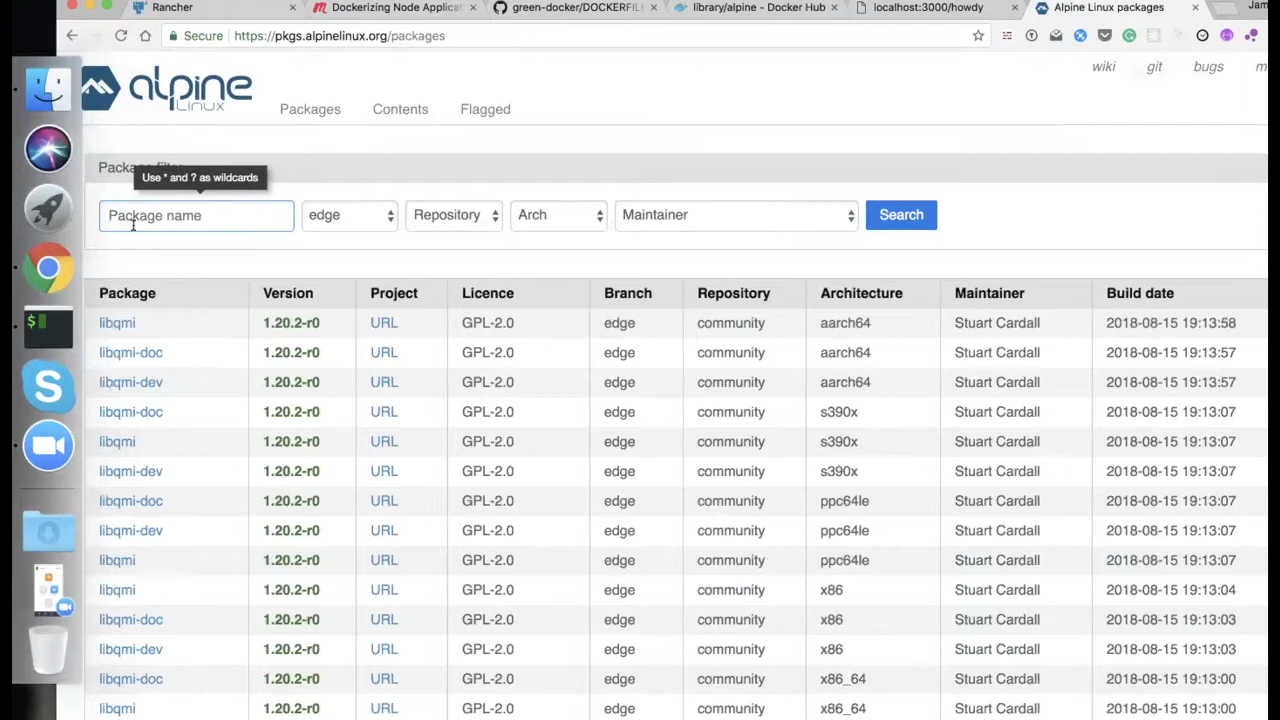 Rancher
Dockerizing Node Applicat
green-docker/DOCKERFILE
library/alpine - Docker Hub
localhost:3000/howdy
Alpine Linux packages
Jam
Secure
https://pkgs.alpinelinux.org/packages
alpine
Linux
Packages
Contents
Flagged
wiki
git
bugs
m
Package filter
Use * and ? as wildcards
Package name
edge
Repository
Arch
Maintainer
Search
Package Version Project Licence Branch Repository Architecture Maintainer Build date
libqmi 1.20.2-r0 URL GPL-2.0 edge community aarch64 Stuart Cardall 2018-08-15 19:13:58
libqmi-doc 1.20.2-r0 URL GPL-2.0 edge community aarch64 Stuart Cardall 2018-08-15 19:13:57
libqmi-dev 1.20.2-r0 URL GPL-2.0 edge community aarch64 Stuart Cardall 2018-08-15 19:13:57
libqmi-doc 1.20.2-r0 URL GPL-2.0 edge community s390x Stuart Cardall 2018-08-15 19:13:07
libqmi 1.20.2-r0 URL GPL-2.0 edge community s390x Stuart Cardall 2018-08-15 19:13:07
libqmi-dev 1.20.2-r0 URL GPL-2.0 edge community s390x Stuart Cardall 2018-08-15 19:13:07
libqmi-doc 1.20.2-r0 URL GPL-2.0 edge community ppc64le Stuart Cardall 2018-08-15 19:13:07
libqmi-dev 1.20.2-r0 URL GPL-2.0 edge community ppc64le Stuart Cardall 2018-08-15 19:13:07
libqmi 1.20.2-r0 URL GPL-2.0 edge community ppc64le Stuart Cardall 2018-08-15 19:13:07
libqmi 1.20.2-r0 URL GPL-2.0 edge community x86 Stuart Cardall 2018-08-15 19:13:04
libqmi-doc 1.20.2-r0 URL GPL-2.0 edge community x86 Stuart Cardall 2018-08-15 19:13:03
libqmi-dev 1.20.2-r0 URL GPL-2.0 edge community x86 Stuart Cardall 2018-08-15 19:13:03
libqmi-doc 1.20.2-r0 URL GPL-2.0 edge community x86_64 Stuart Cardall 2018-08-15 19:13:00
libqmi 1.20.2-r0 URL GPL-2.0 edge community x86_64 Stuart Cardall 2018-08-15 19:13:00